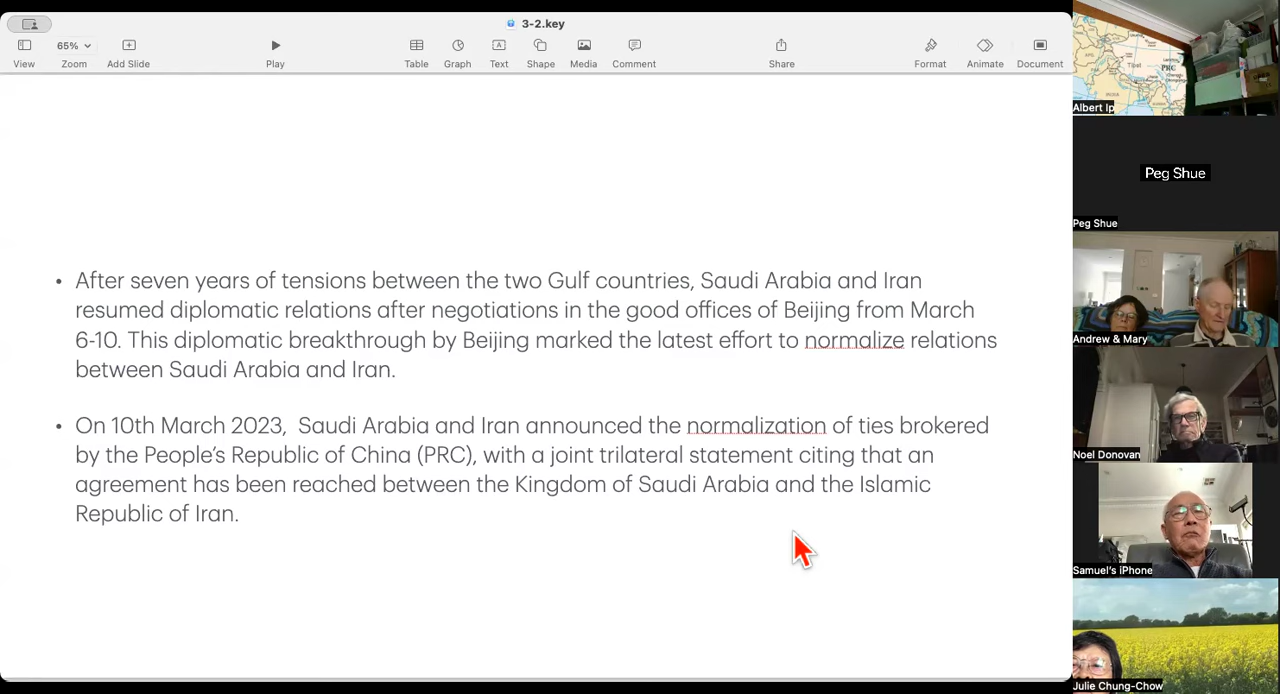 3-2.key
65%
View
Zoom
Add Slide
Play
Table
Graph
Text
Shape
Media
Comment
Share
Format
Animate
Document
• After seven years of tensions between the two Gulf countries, Saudi Arabia and Iran
resumed diplomatic relations after negotiations in the good offices of Beijing from March
6-10. This diplomatic breakthrough by Beijing marked the latest effort to normalize relations
between Saudi Arabia and Iran.
• On 10th March 2023,  Saudi Arabia and Iran announced the normalization of ties brokered
by the People's Republic of China (PRC), with a joint trilateral statement citing that an
agreement has been reached between the Kingdom of Saudi Arabia and the Islamic
Republic of Iran.
Tibet
PRC
INDIA
Albert Ip
Peg Shue
Peg Shue
Andrew & Mary
Noel Donovan
Samuel's iPhone
Julie Chung-Chow